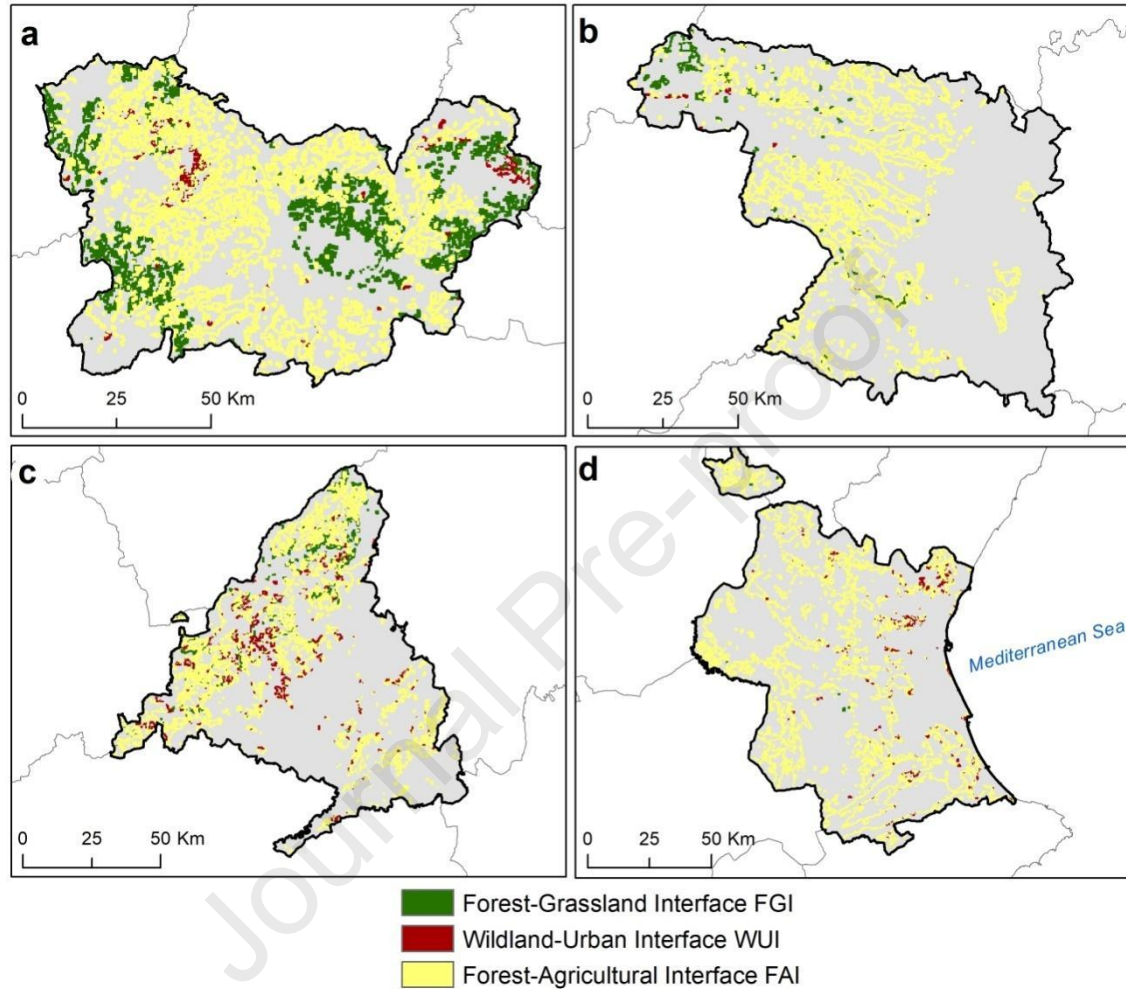 a
b
0 25 50 Km
0 25 50 Km
c
d
Mediterranean Sea
0 25 50 Km
0 25 50 Km
Journal Pre-proof
Forest-Grassland Interface FGI
Wildland-Urban Interface WUI
Forest-Agricultural Interface FAI